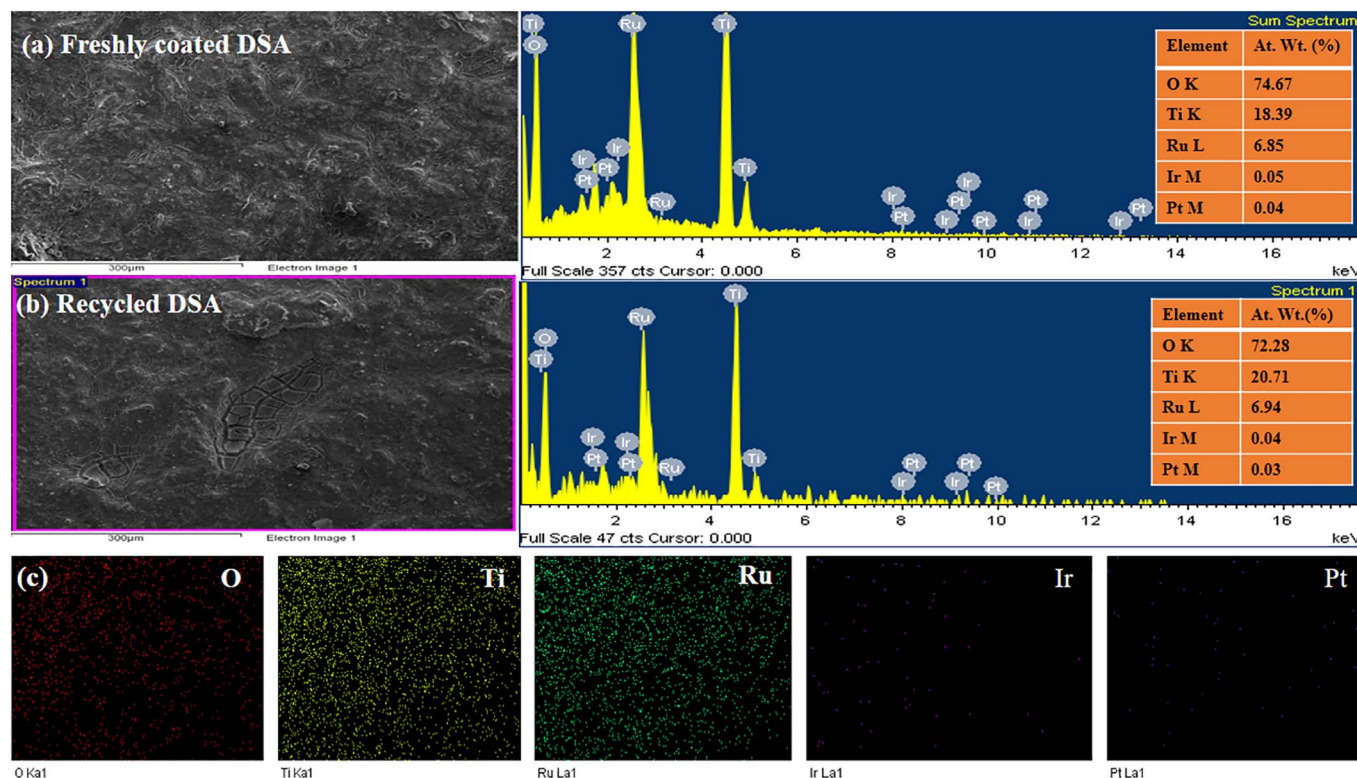 (a) Freshly coated DSA
300µm Electron Image 1
Sum Spectrum
Ti Ru Ti
O
Ir Ir
Pt Pt
Ru
Ti
Ir Ir Pt
Pt Ir Pt Pt Ir Ir Pt
2 4 6 8 10 12 14 16
Full Scale 357 cts Cursor: 0.000 keV
Element At. Wt. (%)
O K 74.67
Ti K 18.39
Ru L 6.85
Ir M 0.05
Pt M 0.04
Spectrum 1
(b) Recycled DSA
300µm Electron Image 1
Spectrum 1
Ti
Ru
O
Ti
Ir Ir
Pt Pt Ru Ti
Pt Pt
Ir Ir Pt
2 4 6 8 10 12 14 16
Full Scale 47 cts Cursor: 0.000 keV
Element At. Wt.(%)
O K 72.28
Ti K 20.71
Ru L 6.94
Ir M 0.04
Pt M 0.03
(c) O Ti Ru Ir Pt
O Ka1 Ti Ka1 Ru La1 Ir La1 Pt La1